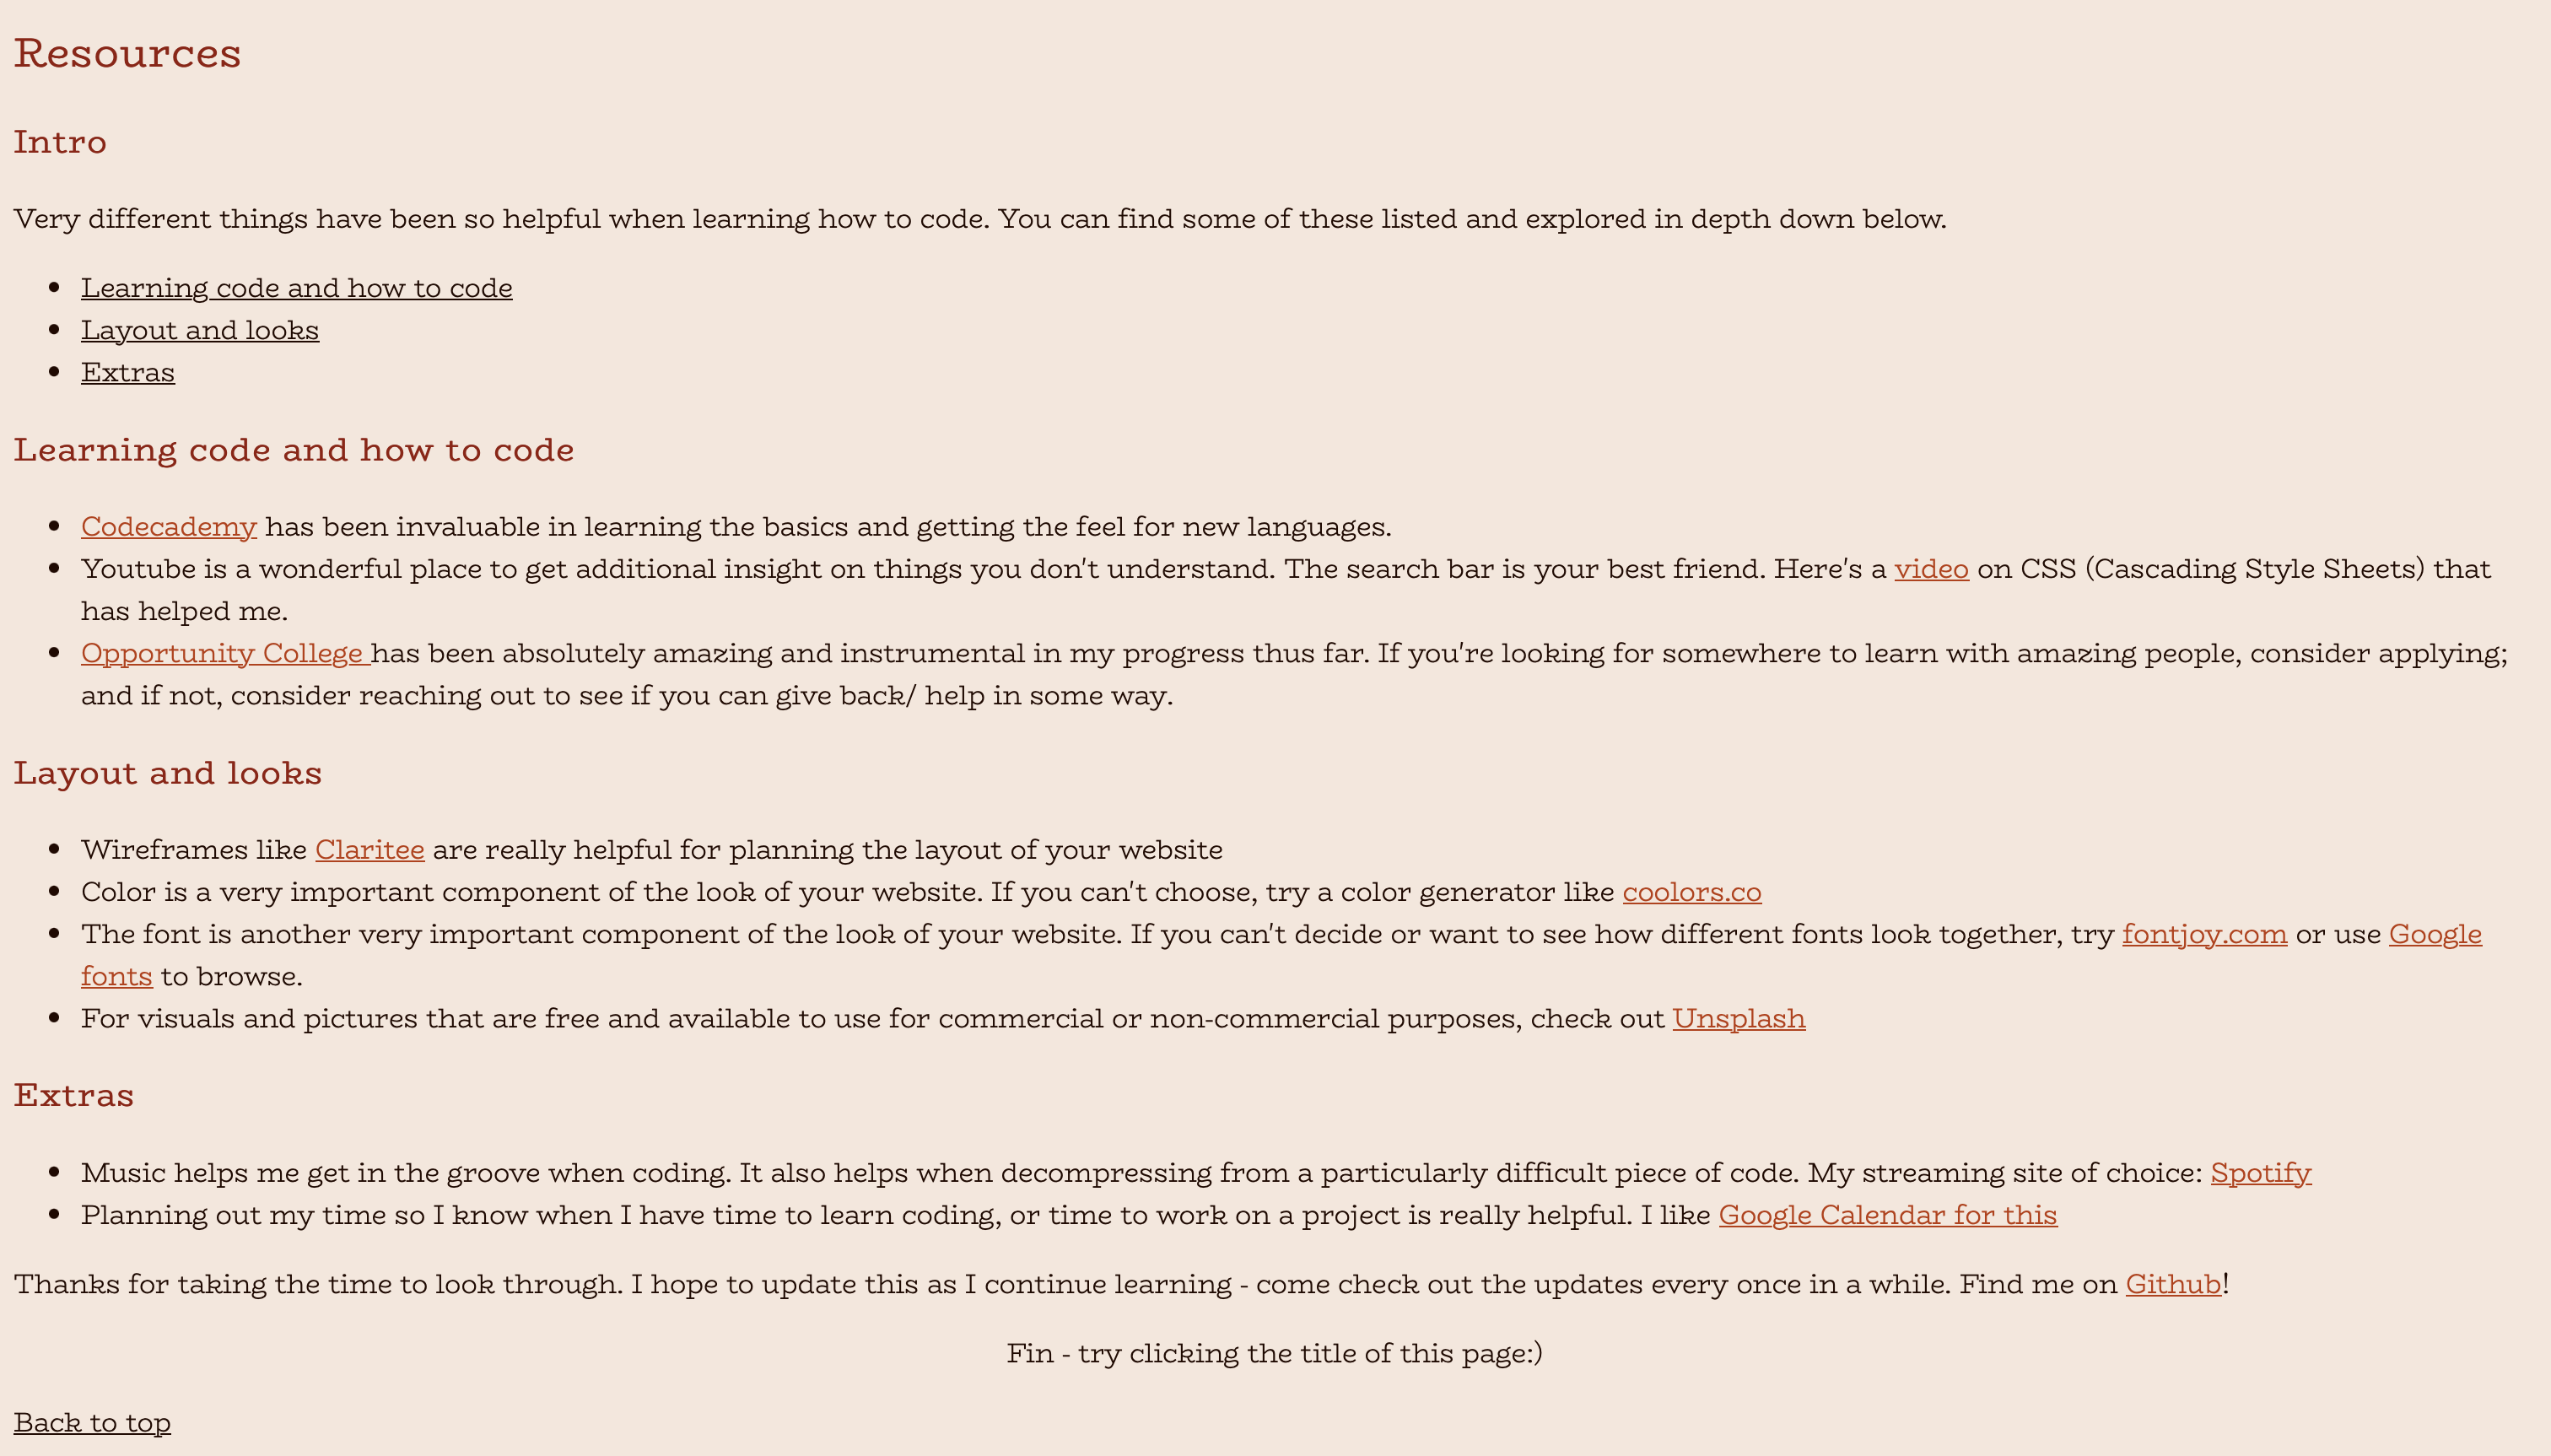 Resources
Intro
Very different things have been so helpful when learning how to code. You can find some of these listed and explored in depth down below.
Learning code and how to code
Layout and looks
Extras
Learning code and how to code
Codecademy has been invaluable in learning the basics and getting the feel for new languages.
Youtube is a wonderful place to get additional insight on things you don't understand. The search bar is your best friend. Here's a video on CSS (Cascading Style Sheets) that
has helped me.
Opportunity College has been absolutely amazing and instrumental in my progress thus far. If you're looking for somewhere to learn with amazing people, consider applying;
and if not, consider reaching out to see if you can give back/ help in some way.
Layout and looks
Wireframes like Claritee are really helpful for planning the layout of your website
Color is a very important component of the look of your website. If you can't choose, try a color generator like coolors.co
The font is another very important component of the look of your website. If you can't decide or want to see how different fonts look together, try fontjoy.com or use Google
fonts to browse.
For visuals and pictures that are free and available to use for commercial or non-commercial purposes, check out Unsplash
Extras
Music helps me get in the groove when coding. It also helps when decompressing from a particularly difficult piece of code. My streaming site of choice: Spotify
Planning out my time so I know when I have time to learn coding, or time to work on a project is really helpful. I like Google Calendar for this
Thanks for taking the time to look through. I hope to update this as I continue learning - come check out the updates every once in a while. Find me on Github!
Fin - try clicking the title of this page:)
Back to top